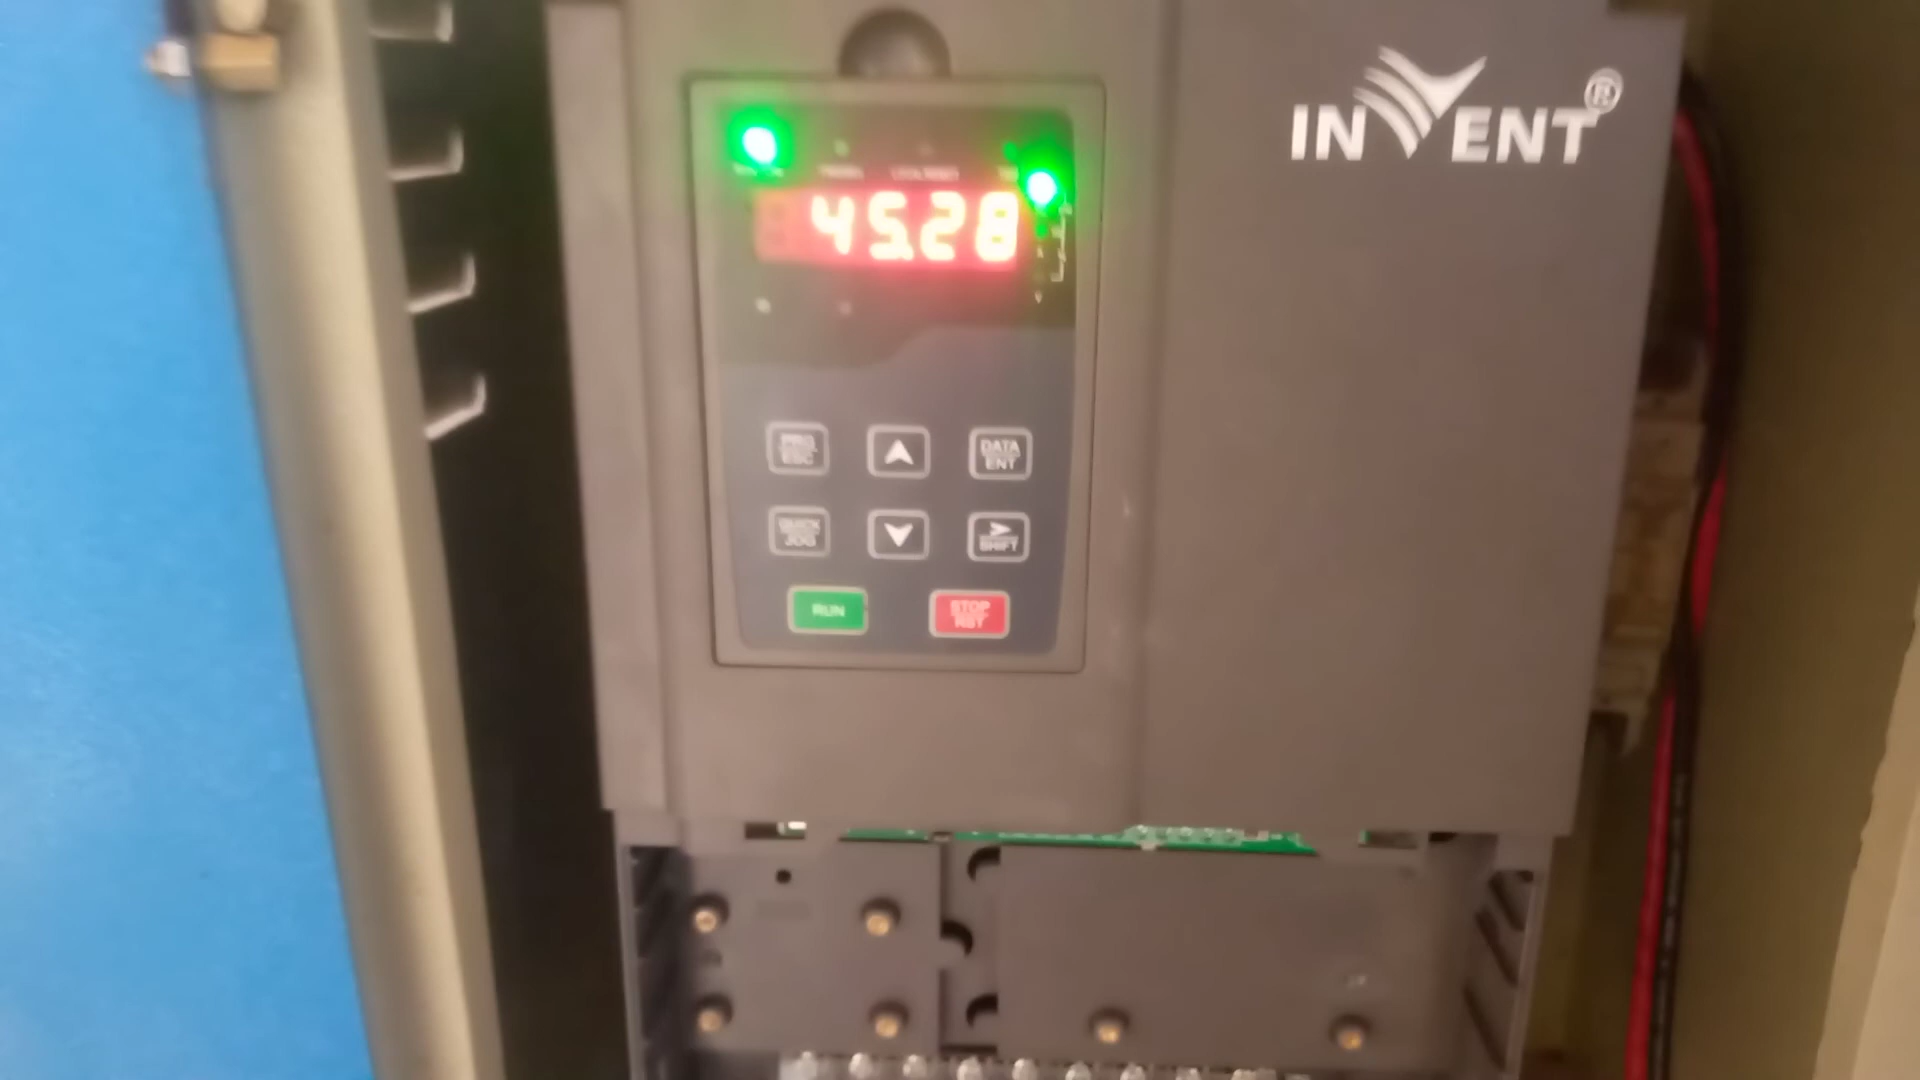 INVENT®
45.28
PRG
ESC
DATA
ENT
QUICK
JOG
SHIFT
RUN
STOP
RST